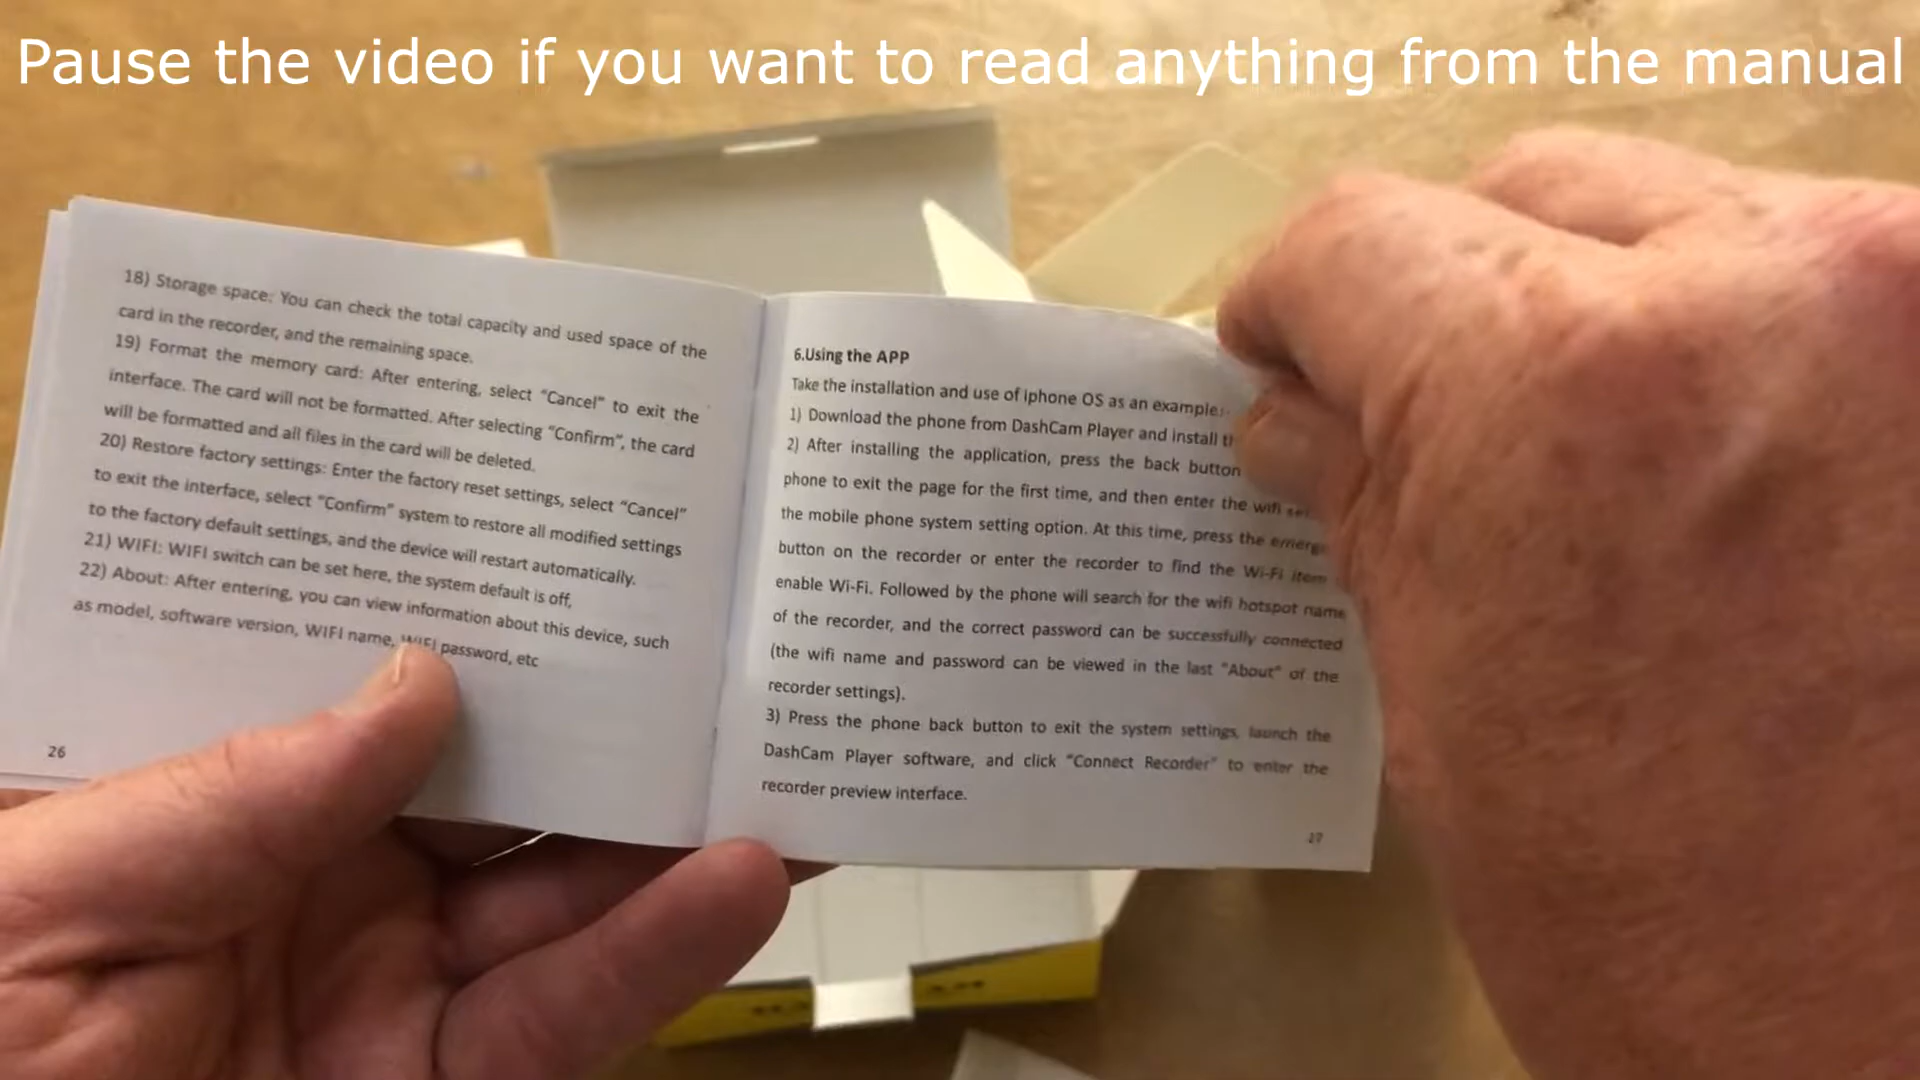 Pause the video if you want to read anything from the manual
18) Storage space: You can check the total capacity and used space of the
card in the recorder, and the remaining space.
19) Format the memory card: After entering, select “Cancel” to exit the
interface. The card will not be formatted. After selecting “Confirm”, the card
will be formatted and all files in the card will be deleted.
20) Restore factory settings: Enter the factory reset settings, select “Cancel”
to exit the interface, select “Confirm” system to restore all modified settings
to the factory default settings, and the device will restart automatically.
21) WIFI: WIFI switch can be set here, the system default is off,
22) About: After entering, you can view information about this device, such
as model, software version, WIFI name, WIFI password, etc
26
6.Using the APP
Take the installation and use of iphone OS as an example:
1) Download the phone from DashCam Player and install
2) After installing the application, press the back button
phone to exit the page for the first time, and then enter the wifi
the mobile phone system setting option. At this time, press the
button on the recorder or enter the recorder to find the Wi-Fi item
enable Wi-Fi. Followed by the phone will search for the wifi hotspot name
of the recorder, and the correct password can be successfully connected
(the wifi name and password can be viewed in the last “About” of the
recorder settings).
3) Press the phone back button to exit the system settings, launch the
DashCam Player software, and click “Connect Recorder” to enter the
recorder preview interface.
27